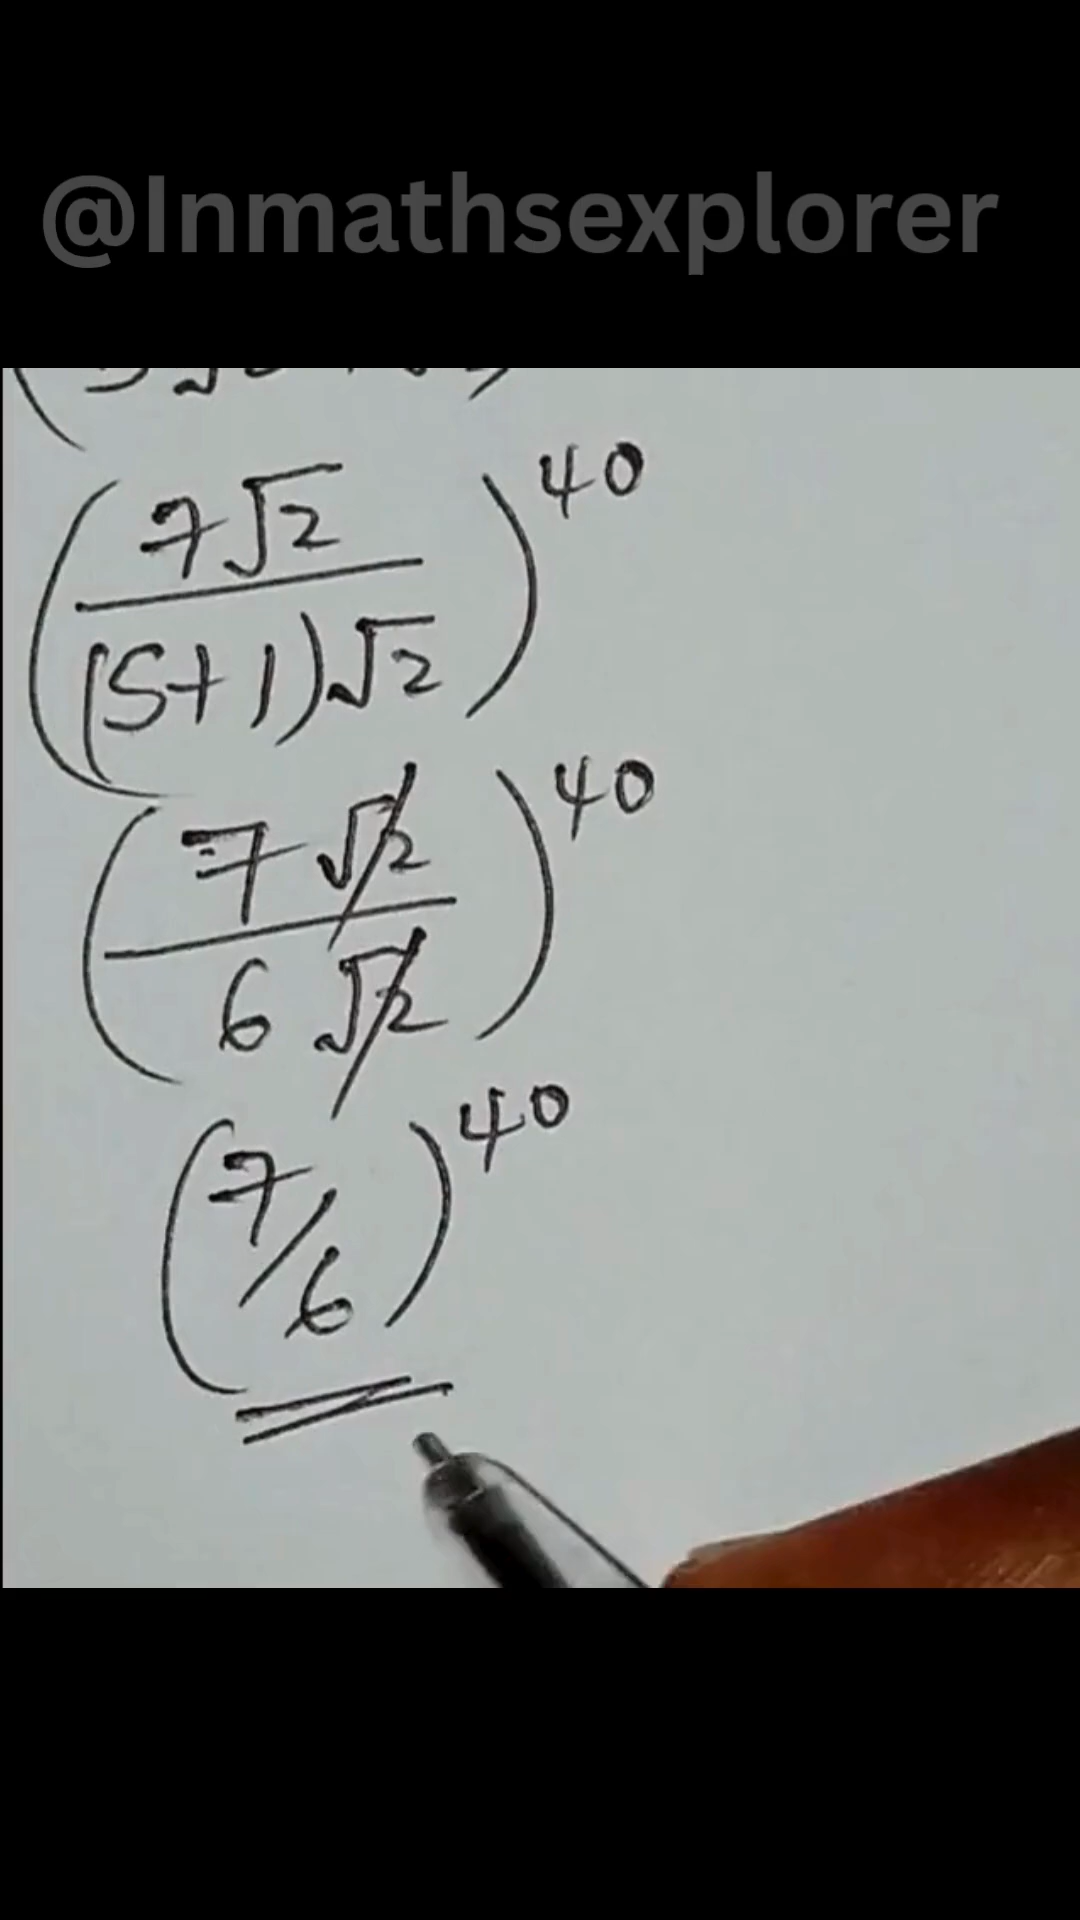 @Inmathsexplorer
(7√2 / (5+1)√2)^40
(7√2 / 6√2)^40
(7/6)^40